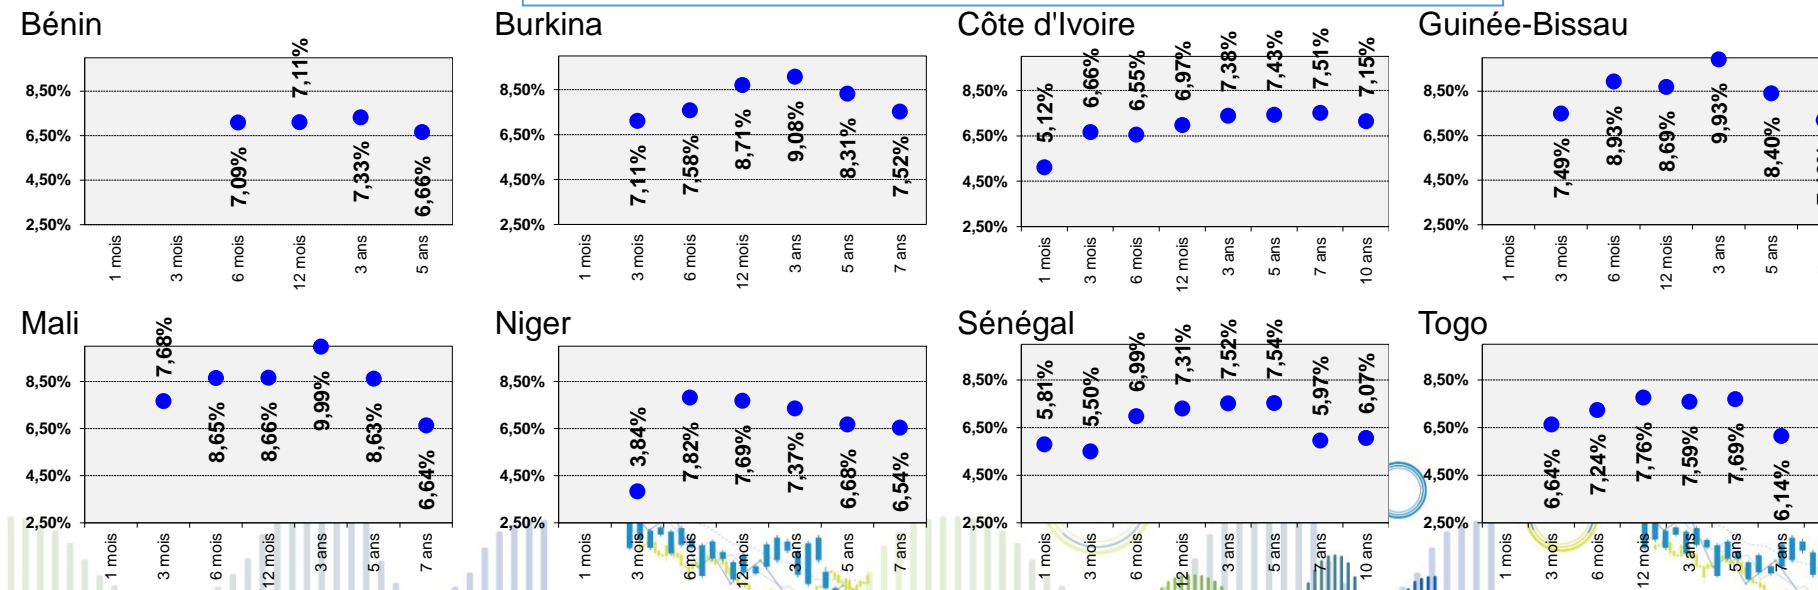 Bénin
8,50%
6,50%
4,50%
2,50%
7,09%
7,11%
7,33%
6,66%
1 mois
3 mois
6 mois
12 mois
3 ans
5 ans
Burkina
8,50%
6,50%
4,50%
2,50%
7,11%
7,58%
8,71%
9,08%
8,31%
7,52%
1 mois
3 mois
6 mois
12 mois
3 ans
5 ans
7 ans
Côte d'Ivoire
8,50%
6,50%
4,50%
2,50%
5,12%
6,66%
6,55%
6,97%
7,38%
7,43%
7,51%
7,15%
1 mois
3 mois
6 mois
12 mois
3 ans
5 ans
7 ans
10 ans
Guinée-Bissau
8,50%
6,50%
4,50%
2,50%
7,49%
8,93%
8,69%
9,93%
8,40%
1 mois
3 mois
6 mois
12 mois
3 ans
5 ans
Mali
8,50%
6,50%
4,50%
2,50%
7,68%
8,65%
8,66%
9,99%
8,63%
6,64%
1 mois
3 mois
6 mois
12 mois
3 ans
5 ans
7 ans
Niger
8,50%
6,50%
4,50%
2,50%
3,84%
7,82%
7,69%
7,37%
6,68%
6,54%
1 mois
3 mois
6 mois
12 mois
3 ans
5 ans
7 ans
Sénégal
8,50%
6,50%
4,50%
2,50%
5,81%
5,50%
6,99%
7,31%
7,52%
7,54%
5,97%
6,07%
1 mois
3 mois
6 mois
12 mois
3 ans
5 ans
7 ans
10 ans
Togo
8,50%
6,50%
4,50%
2,50%
6,64%
7,24%
7,76%
7,59%
7,69%
6,14%
1 mois
3 mois
6 mois
12 mois
3 ans
5 ans
7 ans